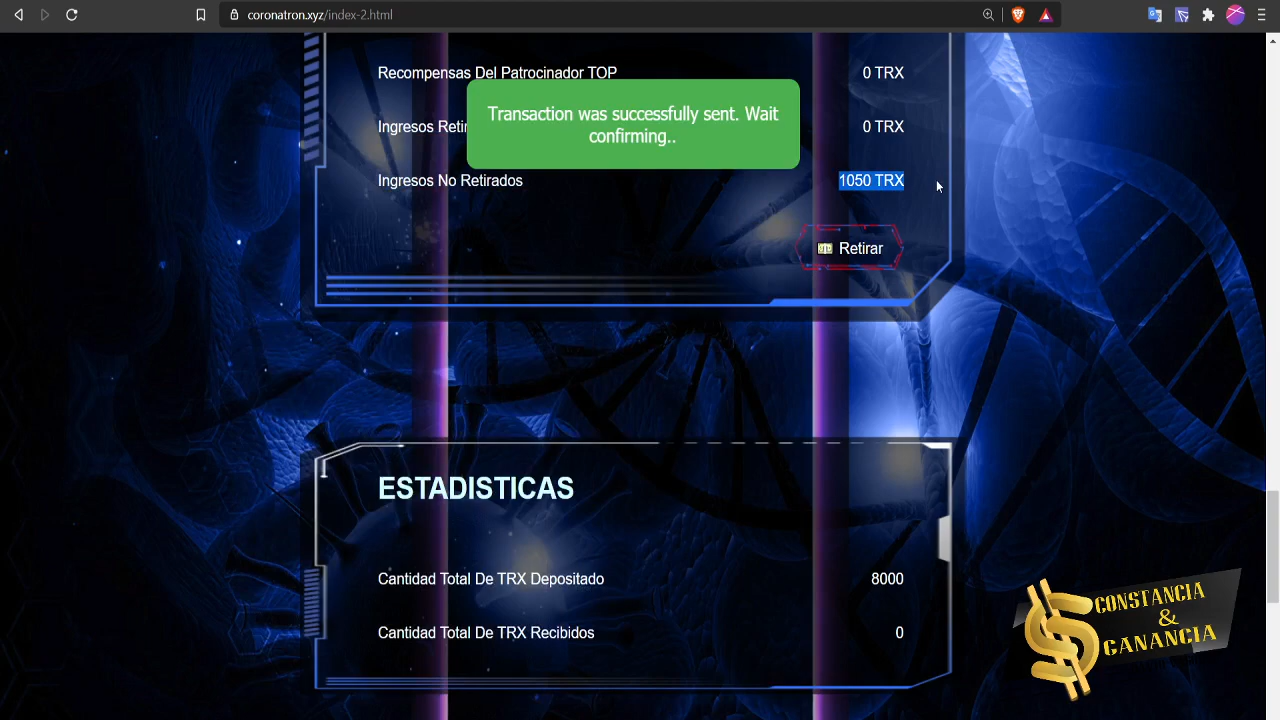 coronatron.xyz/index-2.html
Recompensas Del Patrocinador TOP 0 TRX
Transaction was successfully sent. Wait
confirming..
Ingresos Retir 0 TRX
Ingresos No Retirados 1050 TRX
Retirar
ESTADISTICAS
Cantidad Total De TRX Depositado 8000
Cantidad Total De TRX Recibidos 0
CONSTANCIA
&
GANANCIA